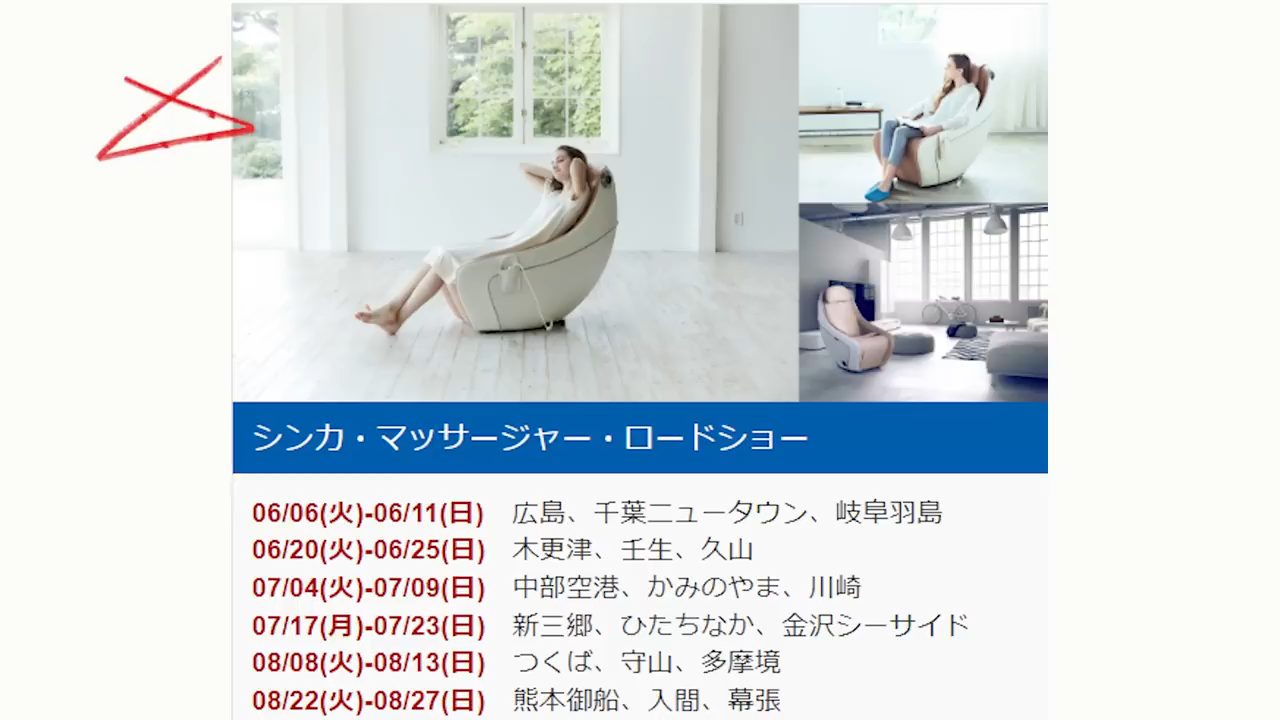 シンカ・マッサージャー・ロードショー
06/06(火)-06/11(日) 広島、千葉ニュータウン、岐阜羽島
06/20(火)-06/25(日) 木更津、壬生、久山
07/04(火)-07/09(日) 中部空港、かみのやま、川崎
07/17(月)-07/23(日) 新三郷、ひたちなか、金沢シーサイド
08/08(火)-08/13(日) つくば、守山、多摩境
08/22(火)-08/27(日) 熊本御船、入間、幕張